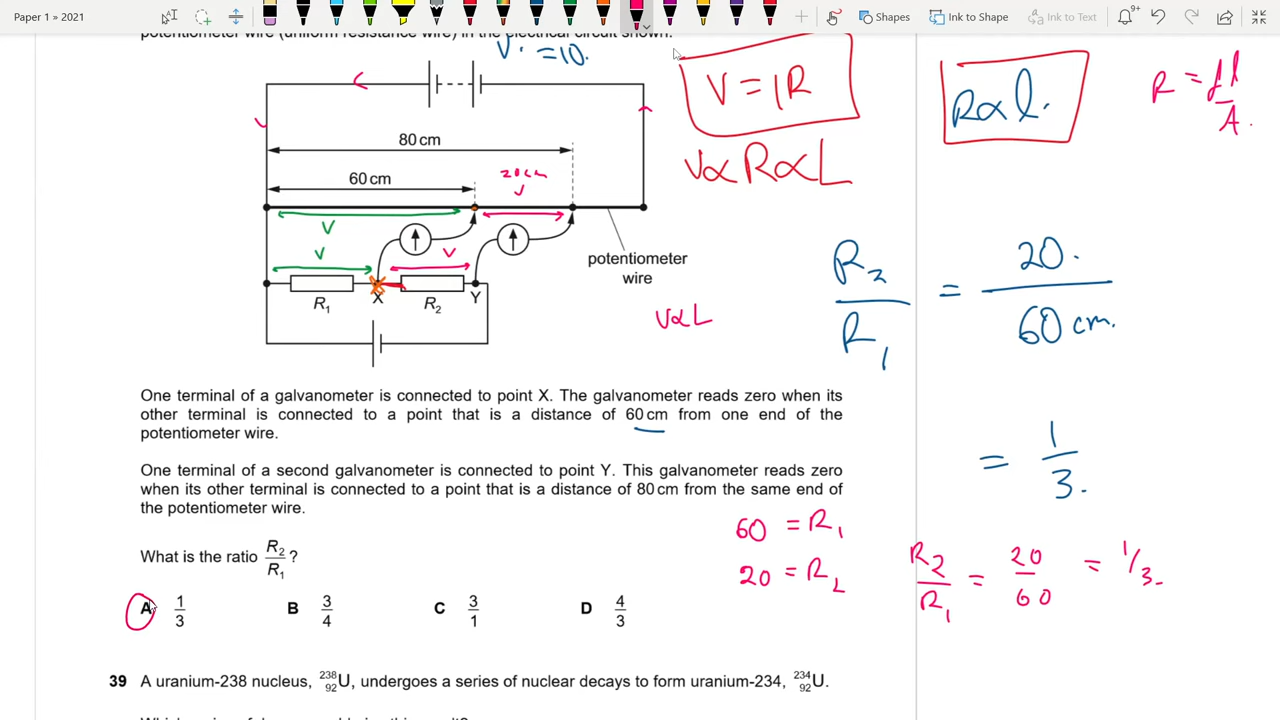 Paper 1 » 2021
Shapes
Ink to Shape
Ink to Text
9+
potentiometer wire (uniform resistance wire) in the electrical circuit shown.
V. = 10.
V = IR
R ∝ l.
R = ρl
A.
V ∝ R ∝ L
80 cm
60 cm
20cm
V
V
V
V
potentiometer
wire
R1
X
R2
Y
V ∝ L
R2
R1
= 20.
60 cm.
= 1
3.
One terminal of a galvanometer is connected to point X. The galvanometer reads zero when its
other terminal is connected to a point that is a distance of 60 cm from one end of the
potentiometer wire.
One terminal of a second galvanometer is connected to point Y. This galvanometer reads zero
when its other terminal is connected to a point that is a distance of 80 cm from the same end of
the potentiometer wire.
60 = R1
20 = R2
R2
R1
= 20
60
= 1/3.
What is the ratio R2
R1
?
A 1
3
B 3
4
C 3
1
D 4
3
39 A uranium-238 nucleus, 238
92
U, undergoes a series of nuclear decays to form uranium-234, 234
92
U.